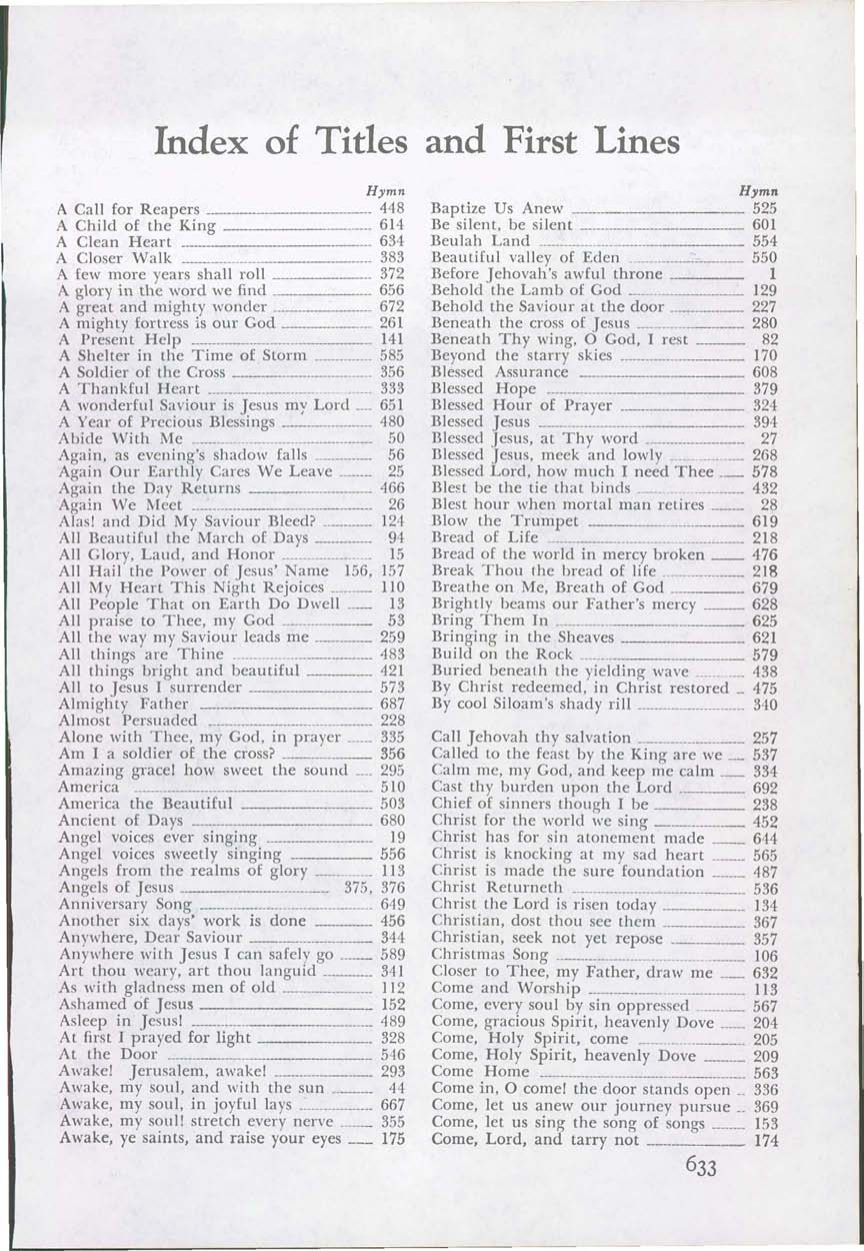 Index of Titles and First Lines
Hymn
A Call for Reapers 448
A Child of the King 614
A Clean Heart 634
A Closer Walk 383
A few more years shall roll 372
A glory in the word we find 656
A great and mighty wonder 672
A mighty fortress is our God 261
A Present Help 141
A Shelter in the Time of Storm 585
A Soldier of the Cross 356
A Thankful Heart 333
A wonderful Saviour is Jesus my Lord 651
A Year of Precious Blessings 480
Abide With Me 50
Again, as evening's shadow falls 56
Again Our Earthly Cares We Leave 25
Again the Day Returns 466
Again We Meet 26
Alas! and Did My Saviour Bleed? 124
All Beautiful the March of Days 94
All Glory, Laud, and Honor 15
All Hail the Power of Jesus' Name 156, 157
All My Heart This Night Rejoices 110
All People That on Earth Do Dwell 13
All praise to Thee, my God 53
All the way my Saviour leads me 259
All things are Thine 483
All things bright and beautiful 421
All to Jesus I surrender 573
Almighty Father 687
Almost Persuaded 228
Alone with Thee, my God, in prayer 335
Am I a soldier of the cross? 356
Amazing grace! how sweet the sound 295
America 510
America the Beautiful 503
Ancient of Days 680
Angel voices ever singing 19
Angel voices sweetly singing 556
Angels from the realms of glory 113
Angels of Jesus 375, 376
Anniversary Song 649
Another six days' work is done 456
Anywhere, Dear Saviour 344
Anywhere with Jesus I can safely go 589
Art thou weary, art thou languid 341
As with gladness men of old 112
Ashamed of Jesus 152
Asleep in Jesus! 489
At first I prayed for light 328
At the Door 546
Awake! Jerusalem, awake! 293
Awake, my soul, and with the sun 44
Awake, my soul, in joyful lays 667
Awake, my soul! stretch every nerve 355
Awake, ye saints, and raise your eyes 175
Hymn
Baptize Us Anew 525
Be silent, be silent 601
Beulah Land 554
Beautiful valley of Eden 550
Before Jehovah's awful throne 1
Behold the Lamb of God 129
Behold the Saviour at the door 227
Beneath the cross of Jesus 280
Beneath Thy wing, O God, I rest 82
Beyond the starry skies 170
Blessed Assurance 608
Blessed Hope 379
Blessed Hour of Prayer 324
Blessed Jesus 394
Blessed Jesus, at Thy word 27
Blessed Jesus, meek and lowly 268
Blessed Lord, how much I need Thee 578
Blest be the tie that binds 432
Blest hour when mortal man retires 28
Blow the Trumpet 619
Bread of Life 218
Bread of the world in mercy broken 476
Break Thou the bread of life 218
Breathe on Me, Breath of God 679
Brightly beams our Father's mercy 628
Bring Them In 625
Bringing in the Sheaves 621
Build on the Rock 579
Buried beneath the yielding wave 438
By Christ redeemed, in Christ restored 475
By cool Siloam's shady rill 340
Call Jehovah thy salvation 257
Called to the feast by the King are we 537
Calm me, my God, and keep me calm 334
Cast thy burden upon the Lord 692
Chief of sinners though I be 238
Christ for the world we sing 452
Christ has for sin atonement made 644
Christ is knocking at my sad heart 565
Christ is made the sure foundation 487
Christ Returneth 536
Christ the Lord is risen today 134
Christian, dost thou see them 367
Christian, seek not yet repose 357
Christmas Song 106
Closer to Thee, my Father, draw me 632
Come and Worship 113
Come, every soul by sin oppressed 567
Come, gracious Spirit, heavenly Dove 204
Come, Holy Spirit, come 205
Come, Holy Spirit, heavenly Dove 209
Come Home 563
Come in, O come! the door stands open 336
Come, let us anew our journey pursue 369
Come, let us sing the song of songs 153
Come, Lord, and tarry not 174
633